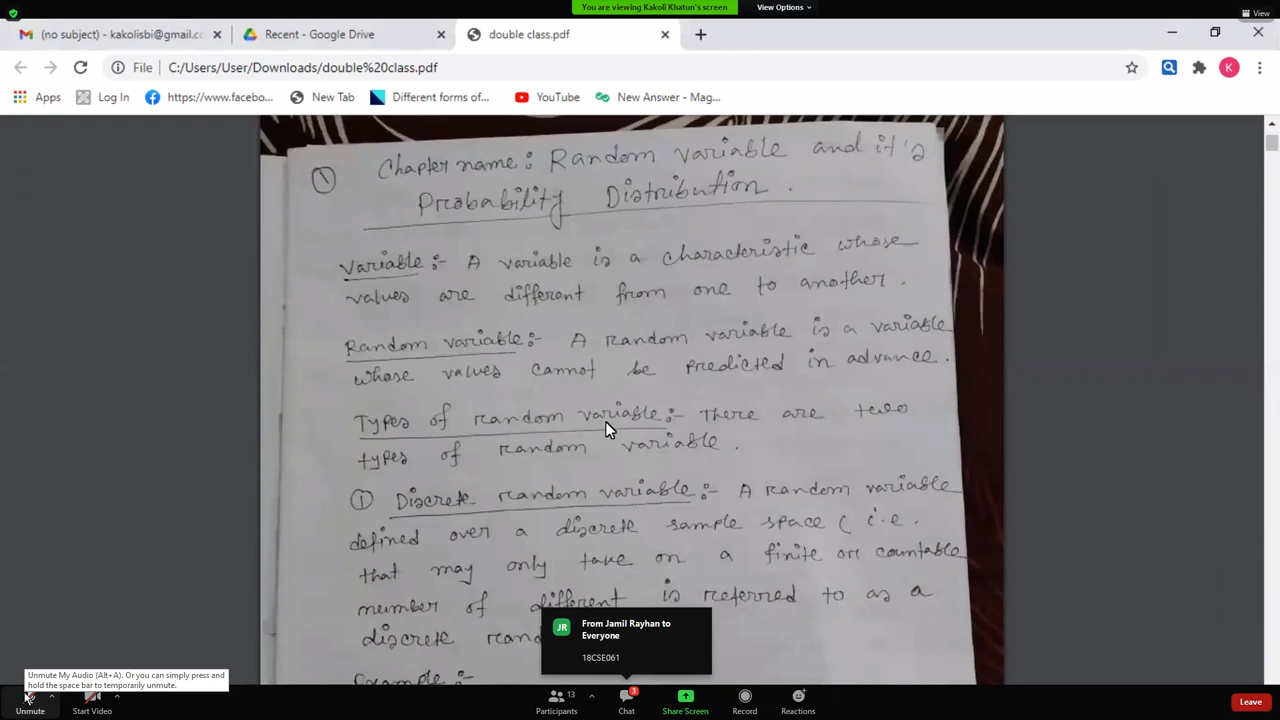 You are viewing Kakoli Khatun's screen
View Options
View
(no subject) - kakolisbi@gmail.cc
Recent - Google Drive
double class.pdf
File
C:/Users/User/Downloads/double%20class.pdf
K
Apps
Log In
https://www.facebo...
New Tab
Different forms of...
YouTube
New Answer - Mag...
1 Chapter name: Random variable and it's
Probability Distribution.
Variable:- A variable is a characteristic whose
values are different from one to another.
Random variable:- A random variable is a variable
whose values cannot be predicted in advance.
Types of random variable:- There are two
types of random variable.
1 Discrete random variable:- A random variable
defined over a discrete sample space (i.e.
that may only take on a finite or countable
number of different is referred to as a
discrete
Example:-
JR
From Jamil Rayhan to
Everyone
18CSE061
Unmute My Audio (Alt+A). Or you can simply press and
hold the space bar to temporarily unmute.
Unmute
Start Video
13
Participants
3
Chat
Share Screen
Record
Reactions
Leave